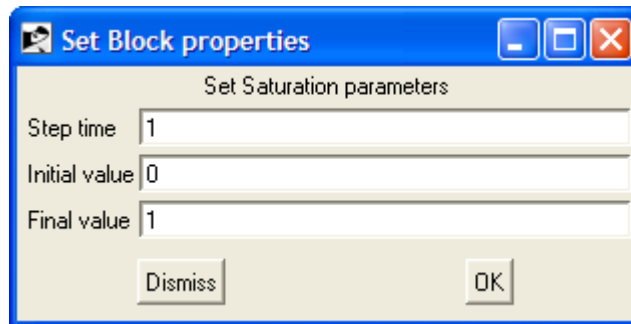 Set Block properties
Set Saturation parameters
Step time 1
Initial value 0
Final value 1
Dismiss OK